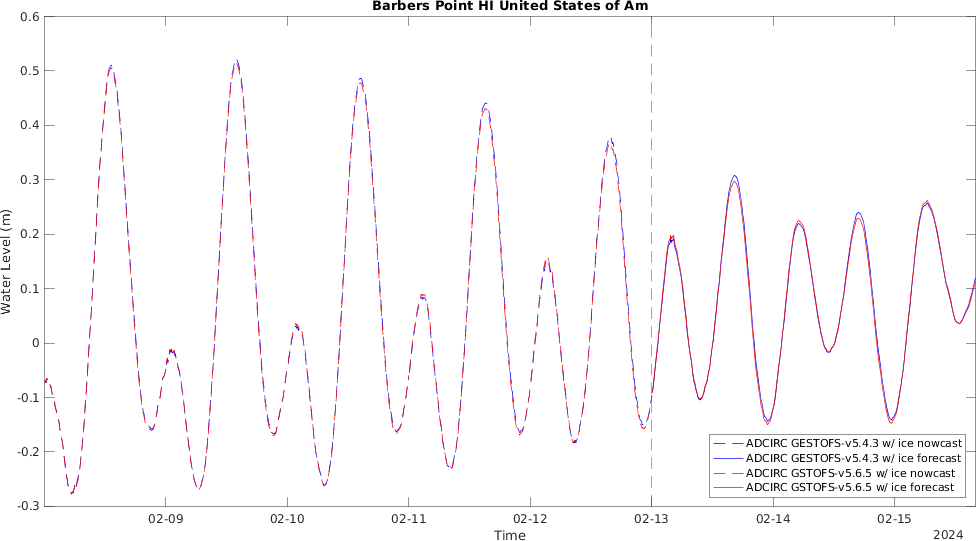 Barbers Point HI United States of Am
0.6
0.5
0.4
0.3
0.2
0.1
0
-0.1
-0.2
-0.3
Water Level (m)
ADCIRC GESTOFS-v5.4.3 w/ ice nowcast
ADCIRC GESTOFS-v5.4.3 w/ ice forecast
ADCIRC GSTOFS-v5.6.5 w/ ice nowcast
ADCIRC GSTOFS-v5.6.5 w/ ice forecast
02-09 02-10 02-11 02-12 02-13 02-14 02-15
Time
2024